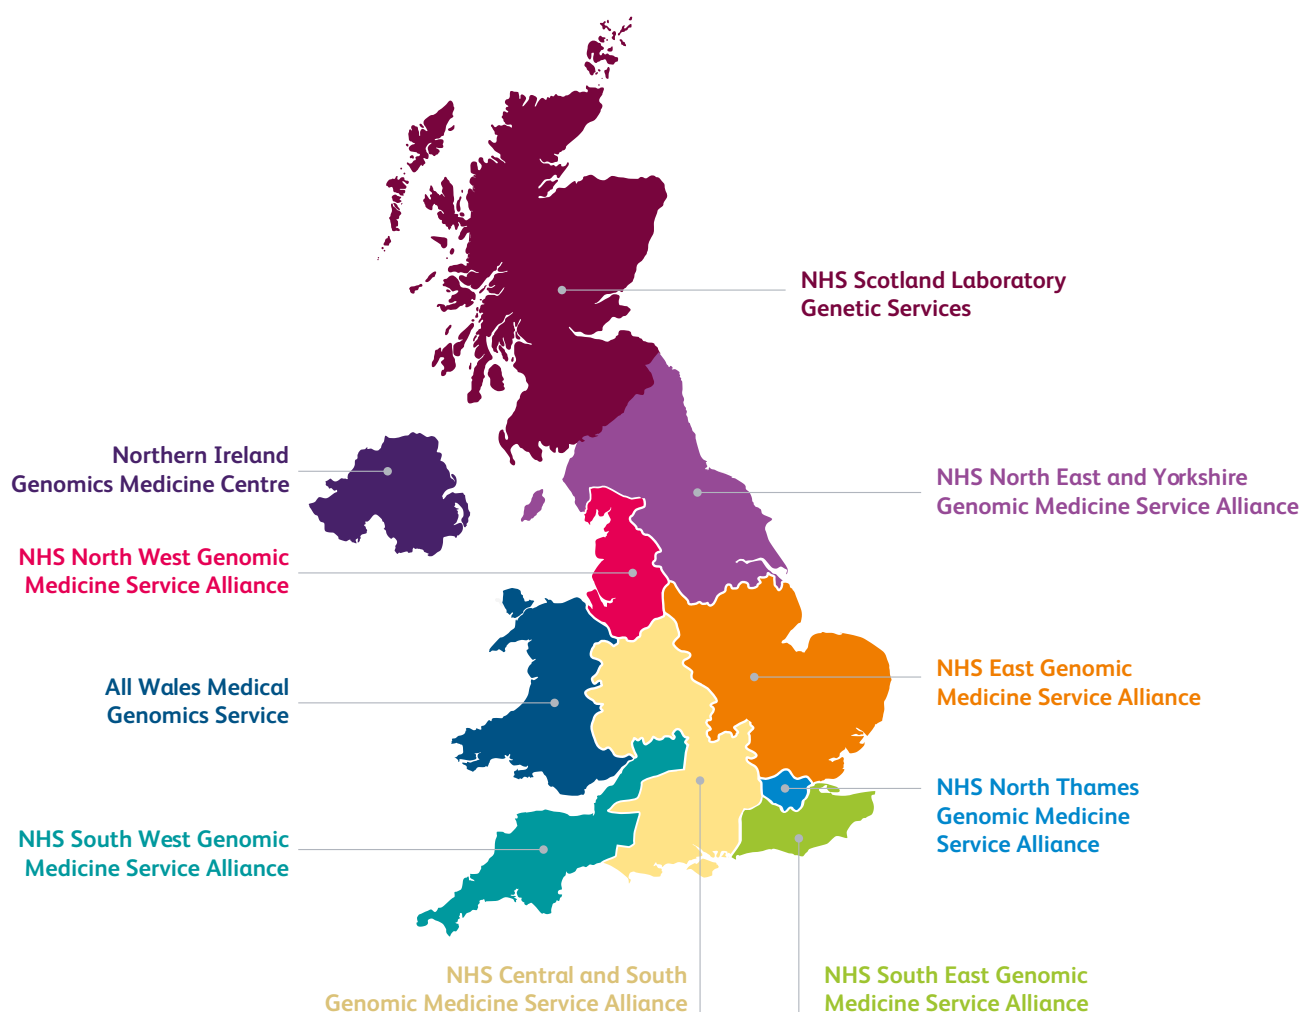 NHS Scotland Laboratory
Genetic Services
Northern Ireland
Genomics Medicine Centre
NHS North East and Yorkshire
Genomic Medicine Service Alliance
NHS North West Genomic
Medicine Service Alliance
NHS East Genomic
Medicine Service Alliance
All Wales Medical
Genomics Service
NHS North Thames
Genomic Medicine
Service Alliance
NHS South West Genomic
Medicine Service Alliance
NHS Central and South
Genomic Medicine Service Alliance
NHS South East Genomic
Medicine Service Alliance